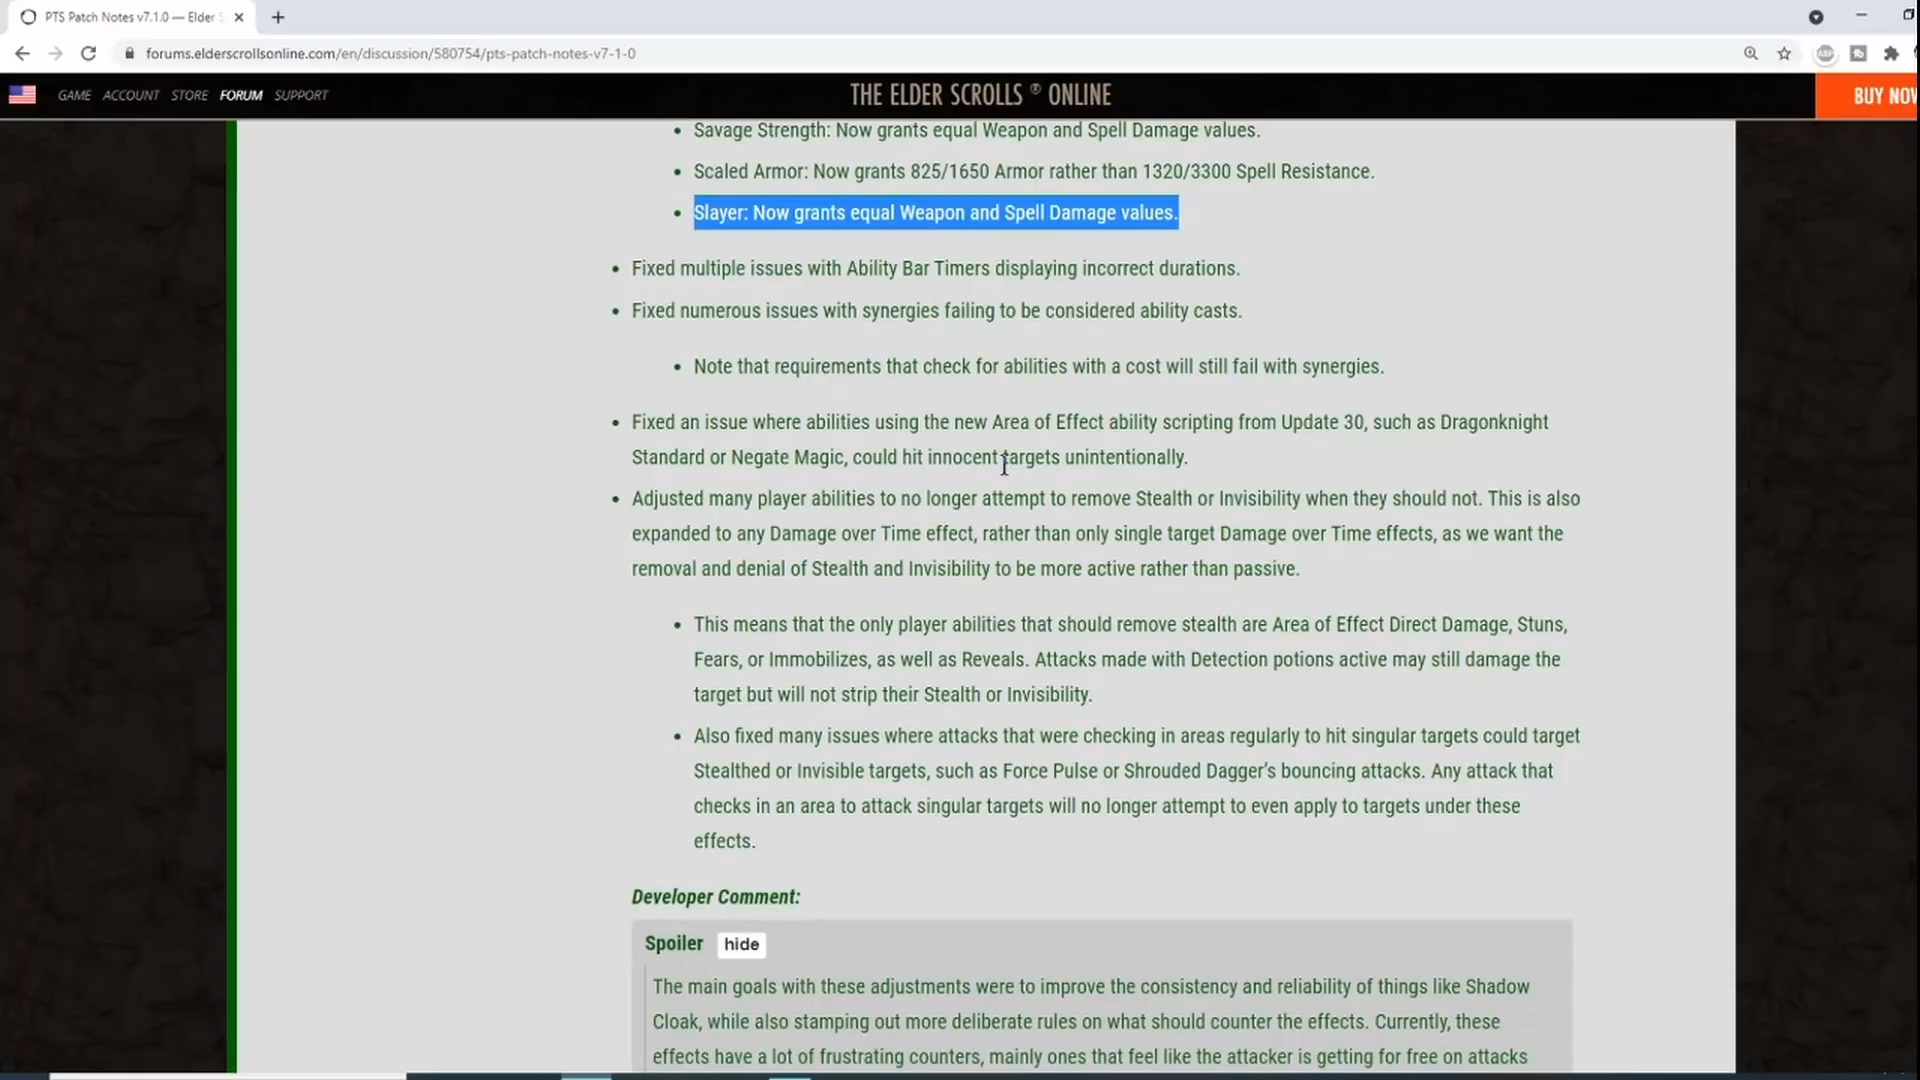 PTS Patch Notes v7.1.0 — Elder S
forums.elderscrollsonline.com/en/discussion/580754/pts-patch-notes-v7-1-0
GAME ACCOUNT STORE FORUM SUPPORT
THE ELDER SCROLLS ® ONLINE
BUY NOW
• Savage Strength: Now grants equal Weapon and Spell Damage values.
• Scaled Armor: Now grants 825/1650 Armor rather than 1320/3300 Spell Resistance.
• Slayer: Now grants equal Weapon and Spell Damage values.
• Fixed multiple issues with Ability Bar Timers displaying incorrect durations.
• Fixed numerous issues with synergies failing to be considered ability casts.
• Note that requirements that check for abilities with a cost will still fail with synergies.
• Fixed an issue where abilities using the new Area of Effect ability scripting from Update 30, such as Dragonknight
Standard or Negate Magic, could hit innocent targets unintentionally.
• Adjusted many player abilities to no longer attempt to remove Stealth or Invisibility when they should not. This is also
expanded to any Damage over Time effect, rather than only single target Damage over Time effects, as we want the
removal and denial of Stealth and Invisibility to be more active rather than passive.
• This means that the only player abilities that should remove stealth are Area of Effect Direct Damage, Stuns,
Fears, or Immobilizes, as well as Reveals. Attacks made with Detection potions active may still damage the
target but will not strip their Stealth or Invisibility.
• Also fixed many issues where attacks that were checking in areas regularly to hit singular targets could target
Stealthed or Invisible targets, such as Force Pulse or Shrouded Dagger's bouncing attacks. Any attack that
checks in an area to attack singular targets will no longer attempt to even apply to targets under these
effects.
Developer Comment:
Spoiler hide
The main goals with these adjustments were to improve the consistency and reliability of things like Shadow
Cloak, while also stamping out more deliberate rules on what should counter the effects. Currently, these
effects have a lot of frustrating counters, mainly ones that feel like the attacker is getting for free on attacks